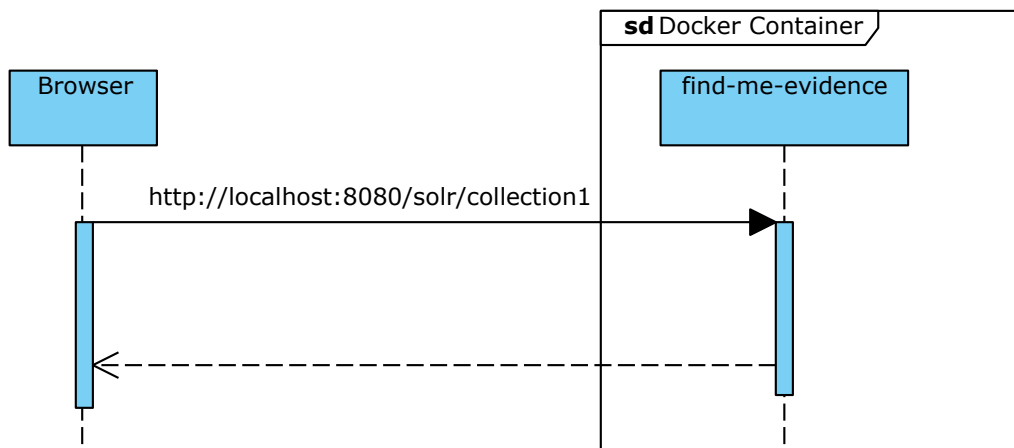 sd Docker Container
Browser
find-me-evidence
http://localhost:8080/solr/collection1